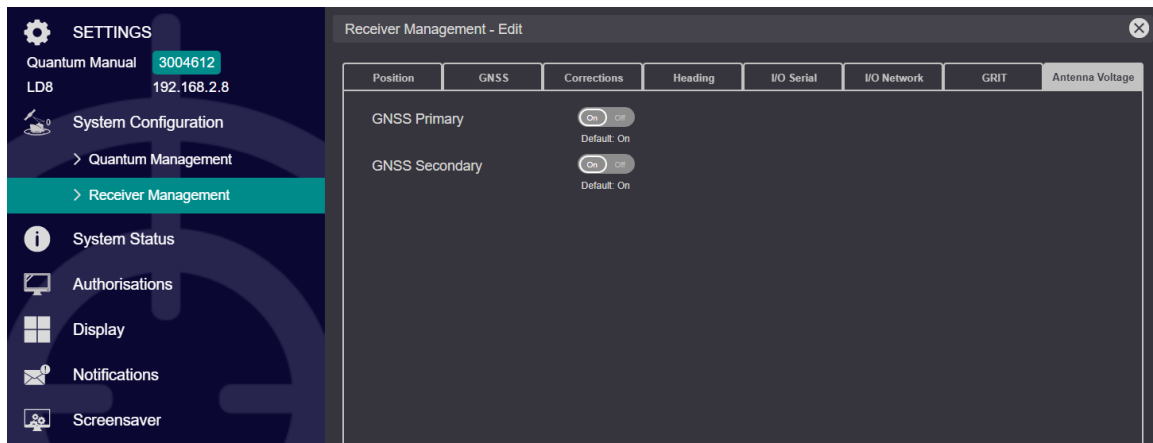 SETTINGS
Quantum Manual 3004612
LD8 192.168.2.8
System Configuration
> Quantum Management
> Receiver Management
System Status
Authorisations
Display
Notifications
Screensaver
Receiver Management - Edit
Position GNSS Corrections Heading I/O Serial I/O Network GRIT Antenna Voltage
GNSS Primary On Off
Default: On
GNSS Secondary On Off
Default: On